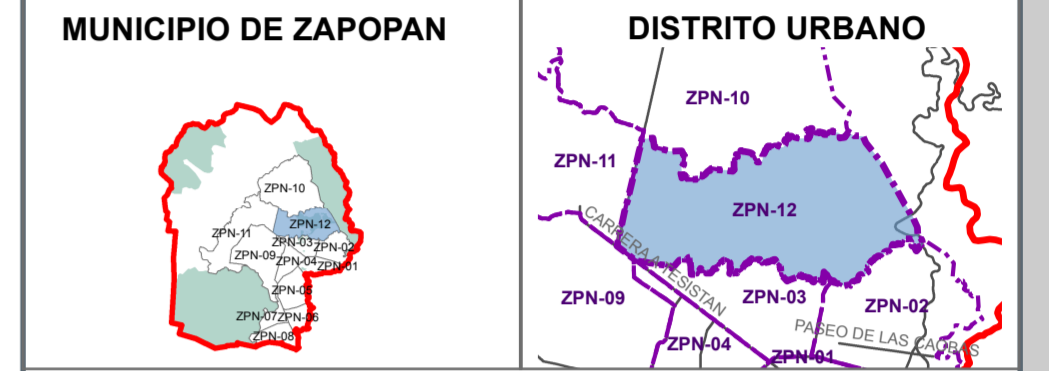 MUNICIPIO DE ZAPOPAN
ZPN-10
ZPN-12
ZPN-11
ZPN-03
ZPN-02
ZPN-09
ZPN-04
ZPN-01
ZPN-05
ZPN-07
ZPN-06
ZPN-08
DISTRITO URBANO
ZPN-10
ZPN-11
ZPN-12
CARRERA A TESISTAN
ZPN-09
ZPN-03
ZPN-02
PASEO DE LAS CAOBAS
ZPN-04
ZPN-01